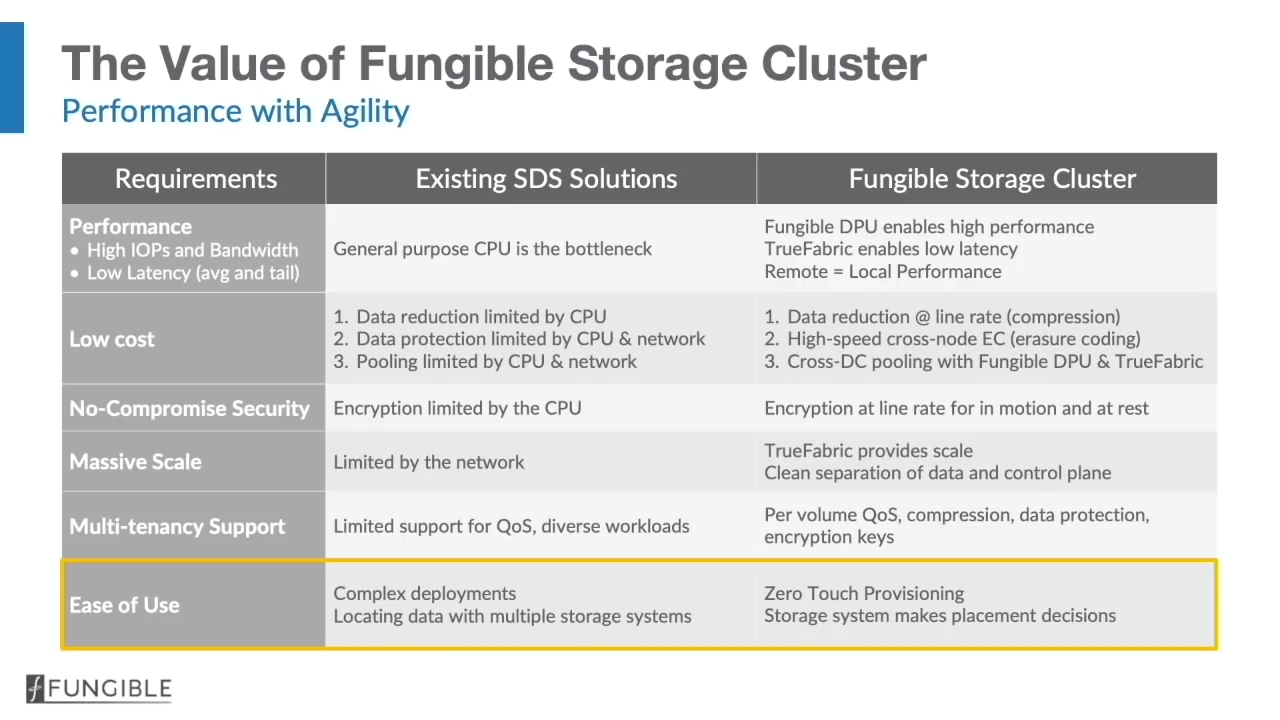 The Value of Fungible Storage Cluster
Performance with Agility
Requirements
Existing SDS Solutions
Fungible Storage Cluster
Performance
• High IOPs and Bandwidth
• Low Latency (avg and tail)
General purpose CPU is the bottleneck
Fungible DPU enables high performance
TrueFabric enables low latency
Remote = Local Performance
Low cost
1. Data reduction limited by CPU
2. Data protection limited by CPU & network
3. Pooling limited by CPU & network
1. Data reduction @ line rate (compression)
2. High-speed cross-node EC (erasure coding)
3. Cross-DC pooling with Fungible DPU & TrueFabric
No-Compromise Security
Encryption limited by the CPU
Encryption at line rate for in motion and at rest
Massive Scale
Limited by the network
TrueFabric provides scale
Clean separation of data and control plane
Multi-tenancy Support
Limited support for QoS, diverse workloads
Per volume QoS, compression, data protection,
encryption keys
Ease of Use
Complex deployments
Locating data with multiple storage systems
Zero Touch Provisioning
Storage system makes placement decisions
FUNGIBLE